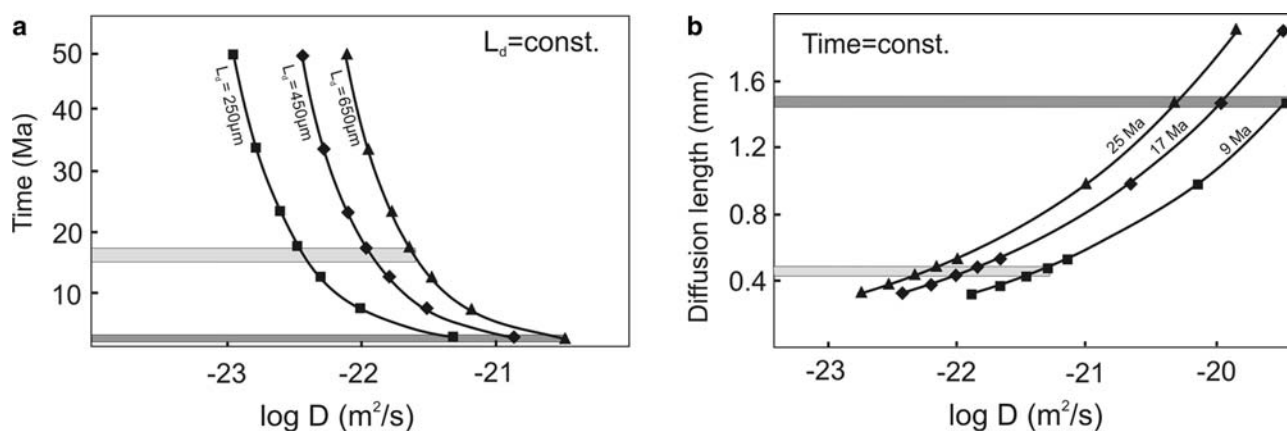 a
L_d=const.
Time (Ma)
50
40
30
20
10
L_d = 250µm
L_d = 450µm
L_d = 650µm
-23
-22
-21
log D (m²/s)
b
Time=const.
Diffusion length (mm)
1.6
1.2
0.8
0.4
25 Ma
17 Ma
9 Ma
-23
-22
-21
-20
log D (m²/s)